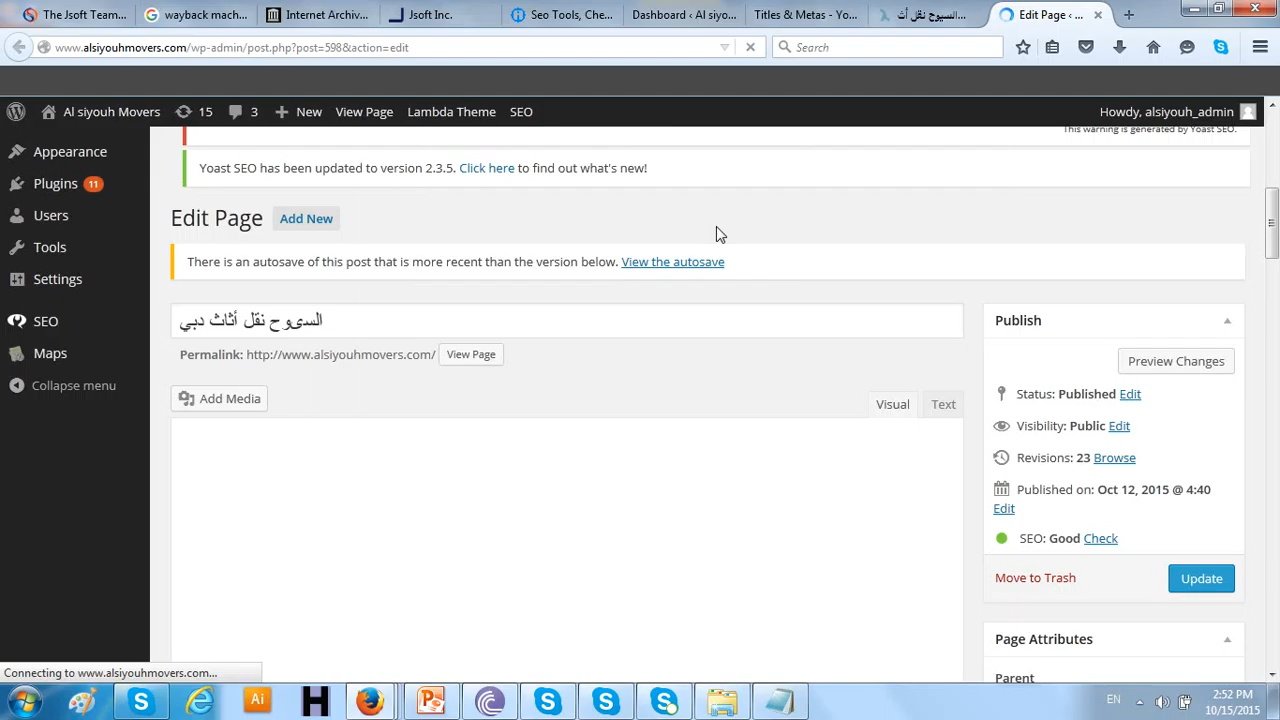 The Jsoft Team...
wayback mach...
Internet Archiv...
Jsoft Inc.
Seo Tools, Che...
Dashboard ‹ Al siyo...
Titles & Metas - Yo...
السيوح نقل أث...
Edit Page ‹ ...
www.alsiyouhmovers.com/wp-admin/post.php?post=598&action=edit
Search
Al siyouh Movers 15 3 New View Page Lambda Theme SEO
Howdy, alsiyouh_admin
This warning is generated by Yoast SEO.
Appearance
Plugins 11
Users
Tools
Settings
SEO
Maps
Collapse menu
Yoast SEO has been updated to version 2.3.5. Click here to find out what's new!
Edit Page Add New
There is an autosave of this post that is more recent than the version below. View the autosave
السيوح نقل أثاث دبي
Permalink: http://www.alsiyouhmovers.com/ View Page
Add Media
Visual Text
Publish
Preview Changes
Status: Published Edit
Visibility: Public Edit
Revisions: 23 Browse
Published on: Oct 12, 2015 @ 4:40
Edit
SEO: Good Check
Move to Trash Update
Page Attributes
Parent
Connecting to www.alsiyouhmovers.com...
Ai
EN
2:52 PM
10/15/2015